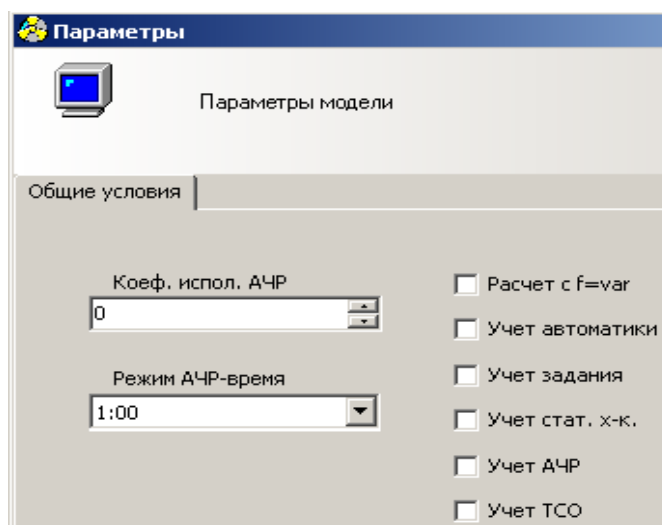 Параметры
Параметры модели
Общие условия
Коеф. испол. АЧР
0
Режим АЧР-время
1:00
Расчет с f=var
Учет автоматики
Учет задания
Учет стат. х-к.
Учет АЧР
Учет ТСО